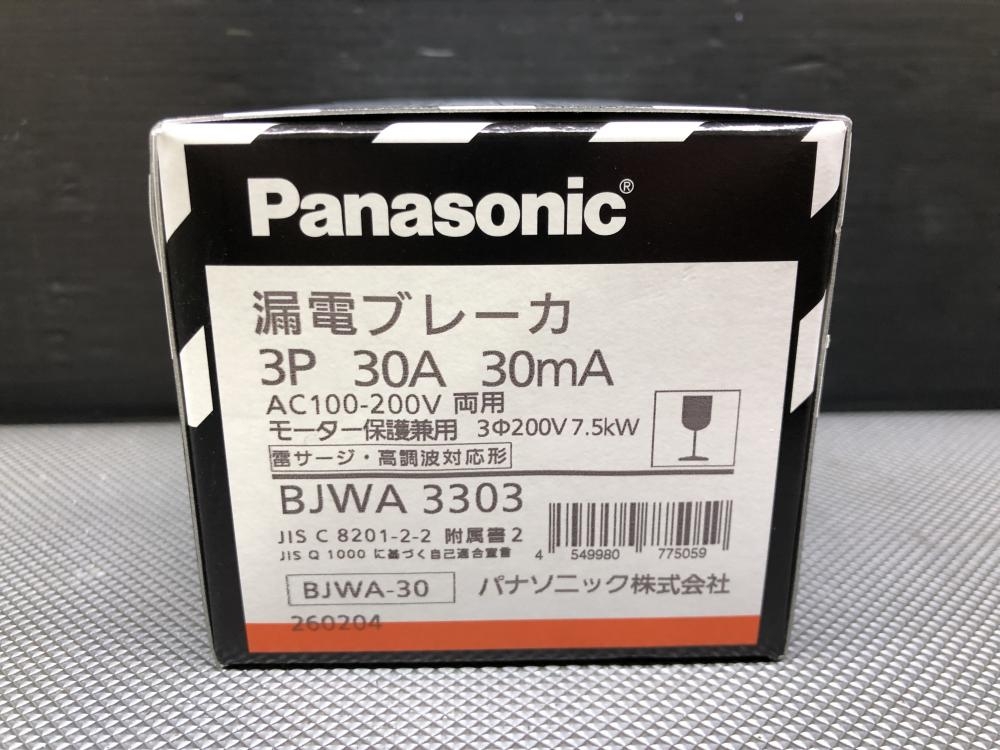 Panasonic®
漏電ブレーカ
3P 30A 30mA
AC100-200V 両用
モーター保護兼用 3Φ200V 7.5kW
雷サージ・高調波対応形
BJWA 3303
JIS C 8201-2-2 附属書2
JIS Q 1000 に基づく自己適合宣言
4 549980 775059
BJWA-30 パナソニック株式会社
260204